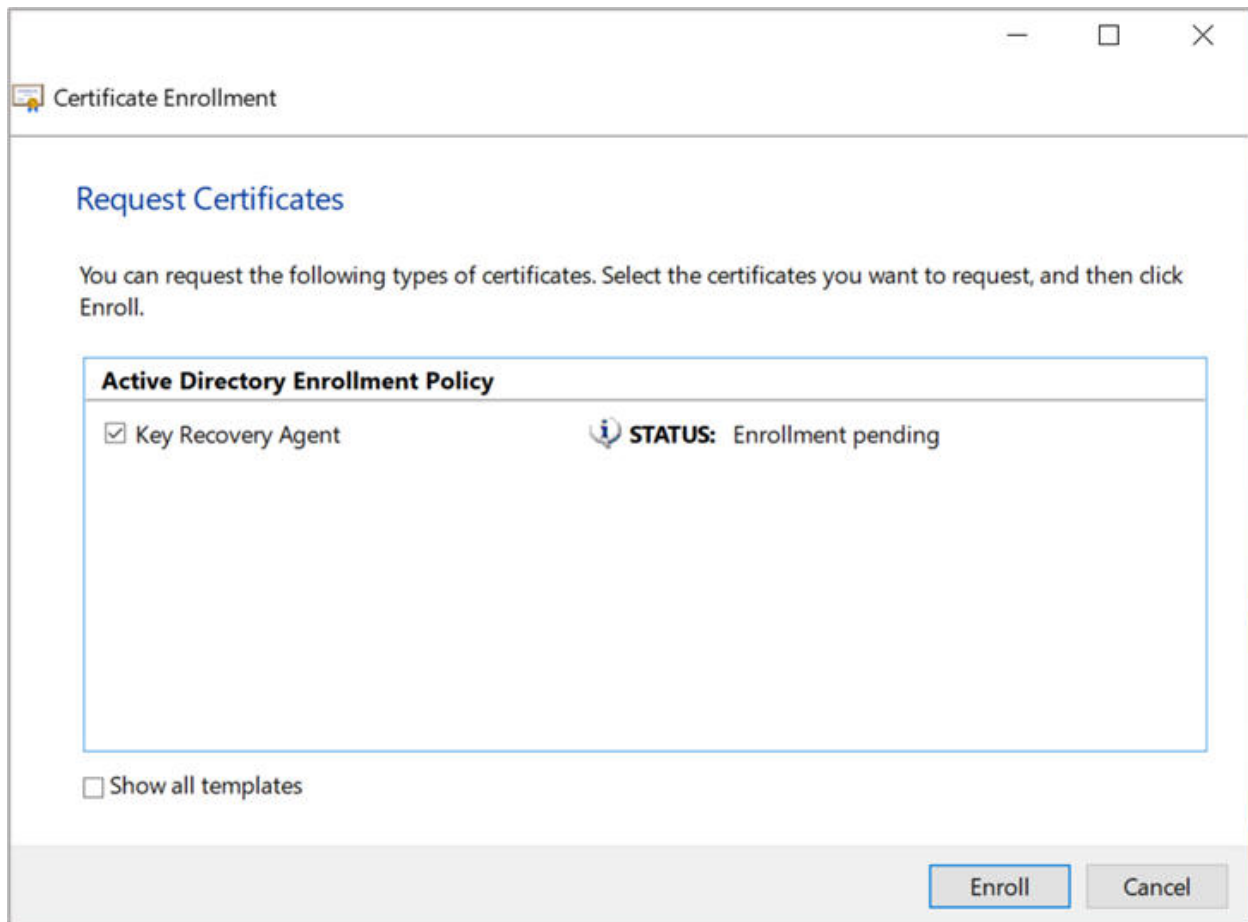 Certificate Enrollment
Request Certificates
You can request the following types of certificates. Select the certificates you want to request, and then click
Enroll.
Active Directory Enrollment Policy
Key Recovery Agent STATUS: Enrollment pending
Show all templates
Enroll Cancel